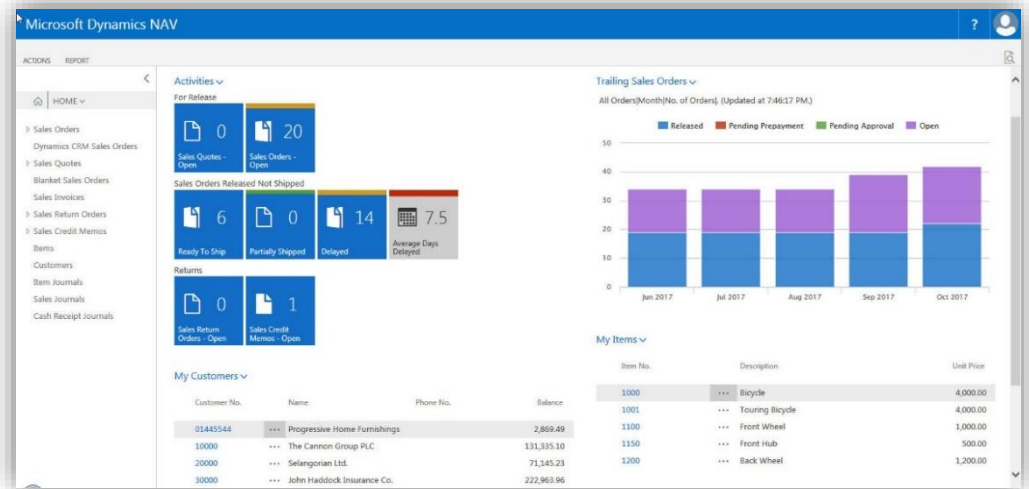 Microsoft Dynamics NAV
?
ACTIONS REPORT
HOME
Sales Orders
Dynamics CRM Sales Orders
Sales Quotes
Blanket Sales Orders
Sales Invoices
Sales Return Orders
Sales Credit Memos
Items
Customers
Item Journals
Sales Journals
Cash Receipt Journals
Activities
For Release
0
Sales Quotes -
Open
20
Sales Orders -
Open
Sales Orders Released Not Shipped
6
Ready To Ship
0
Partially Shipped
14
Delayed
7.5
Average Days
Delayed
Returns
0
Sales Return
Orders - Open
1
Sales Credit
Memos - Open
My Customers
Customer No. Name Phone No. Balance
01445544 ... Progressive Home Furnishings 2,869.49
10000 ... The Cannon Group PLC 131,335.10
20000 ... Selangorian Ltd. 71,145.23
30000 ... John Haddock Insurance Co. 222,963.96
Trailing Sales Orders
All Orders|Month|No. of Orders|. (Updated at 7:46:17 PM.)
Released Pending Prepayment Pending Approval Open
50
40
30
20
10
0
Jun 2017 Jul 2017 Aug 2017 Sep 2017 Oct 2017
My Items
Item No. Description Unit Price
1000 ... Bicycle 4,000.00
1001 ... Touring Bicycle 4,000.00
1100 ... Front Wheel 1,000.00
1150 ... Front Hub 500.00
1200 ... Back Wheel 1,200.00